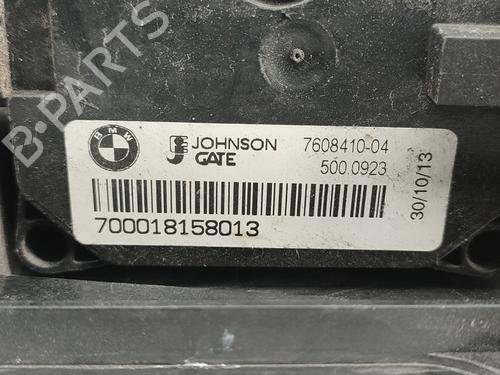 B-PARTS
BMW
JOHNSON
GATE
7608410-04
500.0923
30/10/13
700018158013